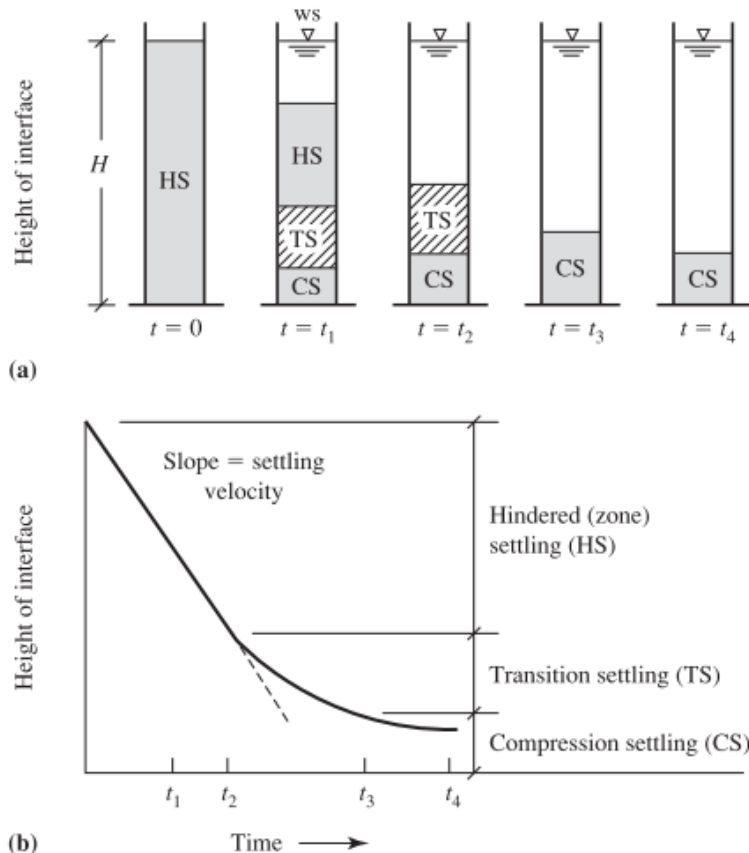 ws
Height of interface
H
HS
HS
TS
CS
TS
CS
CS
CS
t = 0
t = t₁
t = t₂
t = t₃
t = t₄
(a)
Height of interface
Slope = settling
velocity
Hindered (zone)
settling (HS)
Transition settling (TS)
Compression settling (CS)
t₁
t₂
t₃
t₄
(b)
Time